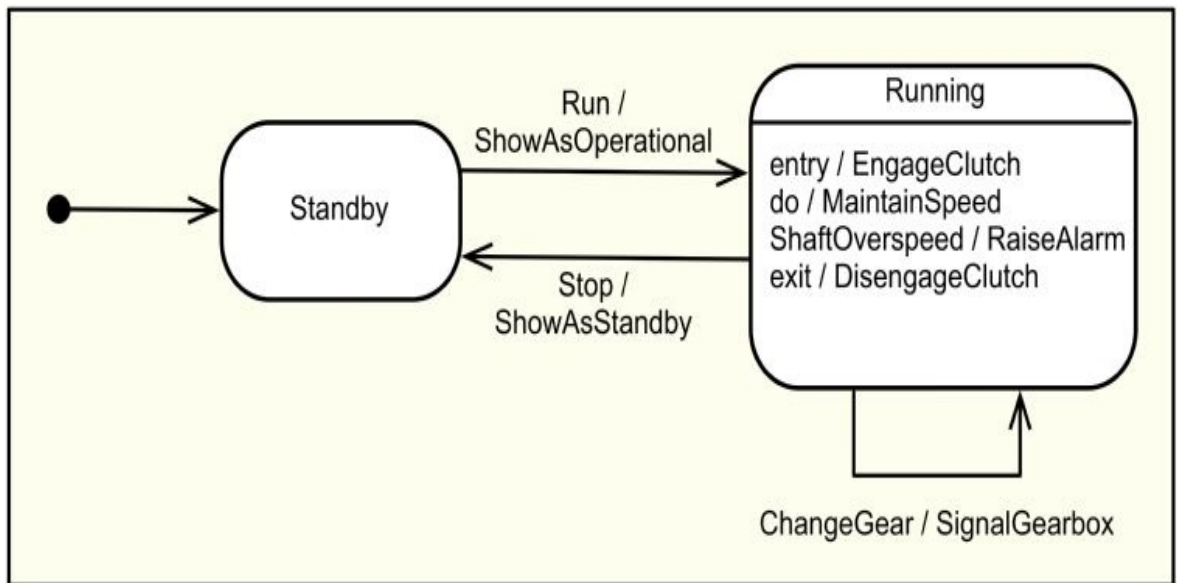 Standby
Run /
ShowAsOperational
Stop /
ShowAsStandby
Running
entry / EngageClutch
do / MaintainSpeed
ShaftOverspeed / RaiseAlarm
exit / DisengageClutch
ChangeGear / SignalGearbox